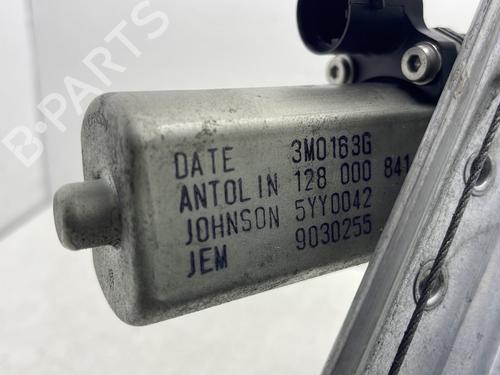 B-PARTS
DATE 3M0163G
ANTOLIN 128 000 841
JOHNSON 5YY0042
JEM 9030255